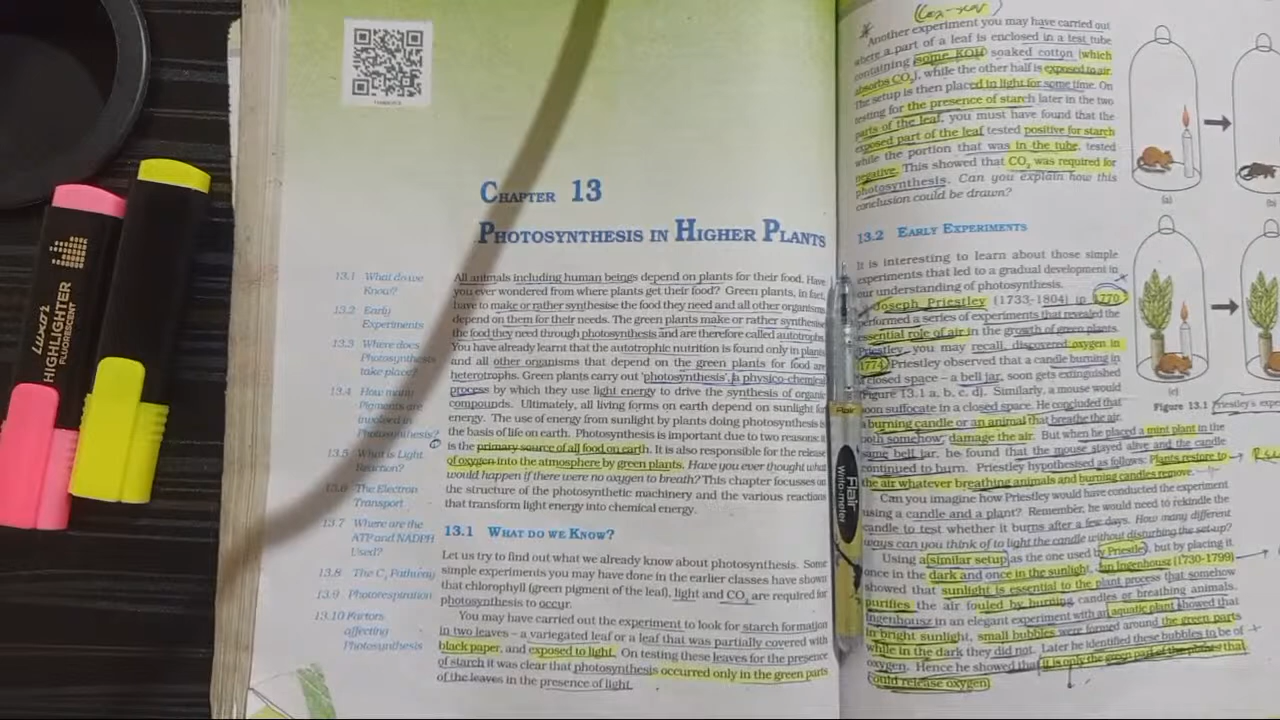 CHAPTER 13
PHOTOSYNTHESIS IN HIGHER PLANTS
13.1 What do we
Know?
13.2 Early
Experiments
13.3 Where does
Photosynthesis
take place?
13.4 How many
Pigments are
involved in
Photosynthesis?
13.5 What is Light
Reaction?
13.6 The Electron
Transport
13.7 Where are the
ATP and NADPH
Used?
13.8 The C₄ Pathway
13.9 Photorespiration
13.10 Factors
affecting
Photosynthesis
All animals including human beings depend on plants for their food. Have
you ever wondered from where plants get their food? Green plants, in fact,
have to make or rather synthesise the food they need and all other organisms
depend on them for their needs. The green plants make or rather synthesise
the food they need through photosynthesis and are therefore called autotrophs.
You have already learnt that the autotrophic nutrition is found only in plants
and all other organisms that depend on the green plants for food are
heterotrophs. Green plants carry out 'photosynthesis', a physico-chemical
process by which they use light energy to drive the synthesis of organic
compounds. Ultimately, all living forms on earth depend on sunlight for
energy. The use of energy from sunlight by plants doing photosynthesis is
the basis of life on earth. Photosynthesis is important due to two reasons: it
is the primary source of all food on earth. It is also responsible for the release
of oxygen into the atmosphere by green plants. Have you ever thought what
would happen if there were no oxygen to breath? This chapter focusses on
the structure of the photosynthetic machinery and the various reactions
that transform light energy into chemical energy.
13.1 WHAT DO WE KNOW?
Let us try to find out what we already know about photosynthesis. Some
simple experiments you may have done in the earlier classes have shown
that chlorophyll (green pigment of the leaf), light and CO₂ are required for
photosynthesis to occur.
You may have carried out the experiment to look for starch formation
in two leaves – a variegated leaf or a leaf that was partially covered with
black paper, and exposed to light. On testing these leaves for the presence
of starch it was clear that photosynthesis occurred only in the green parts
of the leaves in the presence of light.
Another experiment you may have carried out
where a part of a leaf is enclosed in a test tube
containing some KOH soaked cotton (which
absorbs CO₂), while the other half is exposed to air.
The setup is then placed in light for some time. On
testing for the presence of starch later in the two
parts of the leaf, you must have found that the
exposed part of the leaf tested positive for starch
while the portion that was in the tube, tested
negative. This showed that CO₂ was required for
photosynthesis. Can you explain how this
conclusion could be drawn?
13.2 EARLY EXPERIMENTS
It is interesting to learn about those simple
experiments that led to a gradual development in
our understanding of photosynthesis.
Joseph Priestley (1733-1804) in 1770
performed a series of experiments that revealed the
essential role of air in the growth of green plants.
Priestley, you may recall, discovered oxygen in
1774. Priestley observed that a candle burning in
a closed space – a bell jar, soon gets extinguished
(Figure 13.1 a, b, c, d). Similarly, a mouse would
soon suffocate in a closed space. He concluded that
a burning candle or an animal that breathe the air,
both somehow, damage the air. But when he placed a mint plant in the
same bell jar, he found that the mouse stayed alive and the candle
continued to burn. Priestley hypothesised as follows: Plants restore to
the air whatever breathing animals and burning candles remove.
Can you imagine how Priestley would have conducted the experiment
using a candle and a plant? Remember, he would need to rekindle the
candle to test whether it burns after a few days. How many different
ways can you think of to light the candle without disturbing the set-up?
Using a similar setup as the one used by Priestley, but by placing it
once in the dark and once in the sunlight, Jan Ingenhousz (1730-1799)
showed that sunlight is essential to the plant process that somehow
purifies the air fouled by burning candles or breathing animals.
Ingenhousz in an elegant experiment with an aquatic plant showed that
in bright sunlight, small bubbles were formed around the green parts
while in the dark they did not. Later he identified these bubbles to be of
oxygen. Hence he showed that it is only the green part of the plants that
could release oxygen.
(a)
(b)
(c)
Figure 13.1 Priestley's
Luxor
HIGHLIGHTER
FLUORESCENT
Flair
Flair
Writo-meter